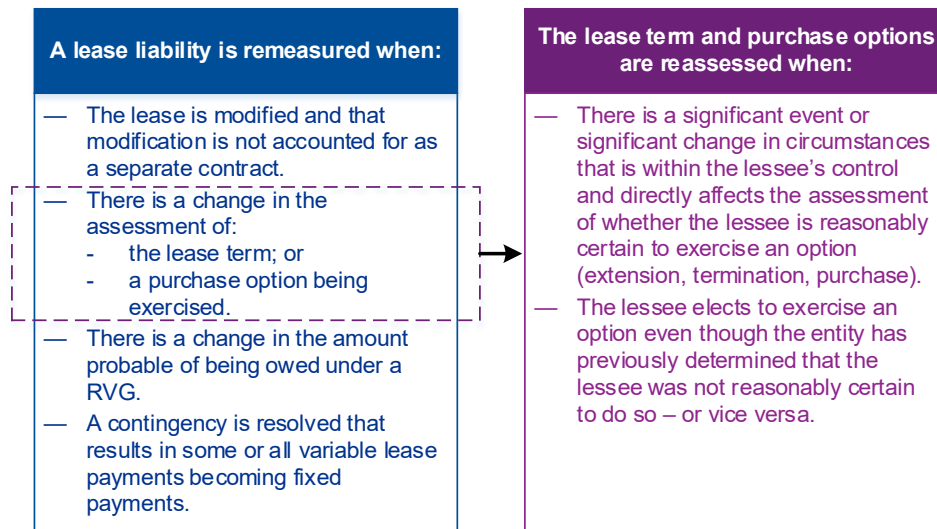 A lease liability is remeasured when:
— The lease is modified and that
modification is not accounted for as
a separate contract.
— There is a change in the
assessment of:
- the lease term; or
- a purchase option being
exercised.
— There is a change in the amount
probable of being owed under a
RVG.
— A contingency is resolved that
results in some or all variable lease
payments becoming fixed
payments.
The lease term and purchase options
are reassessed when:
— There is a significant event or
significant change in circumstances
that is within the lessee’s control
and directly affects the assessment
of whether the lessee is reasonably
certain to exercise an option
(extension, termination, purchase).
— The lessee elects to exercise an
option even though the entity has
previously determined that the
lessee was not reasonably certain
to do so – or vice versa.